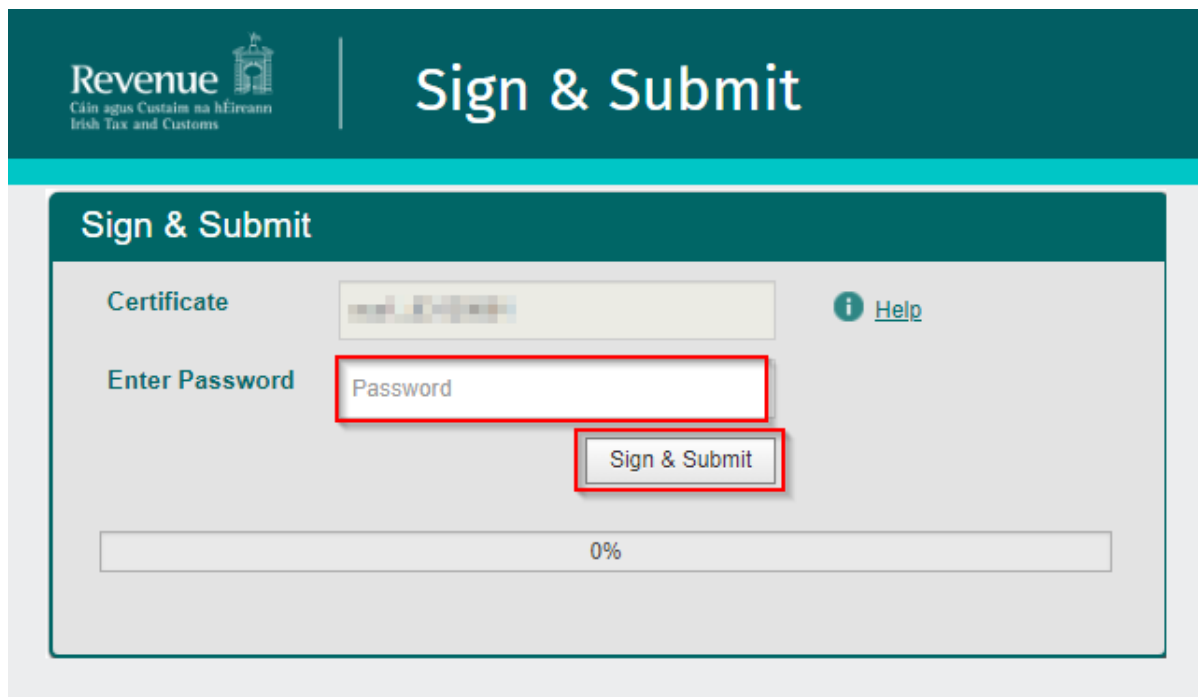 Revenue
Cáin agus Custaim na hÉireann
Irish Tax and Customs
Sign & Submit
Sign & Submit
Certificate
Help
Enter Password
Password
Sign & Submit
0%